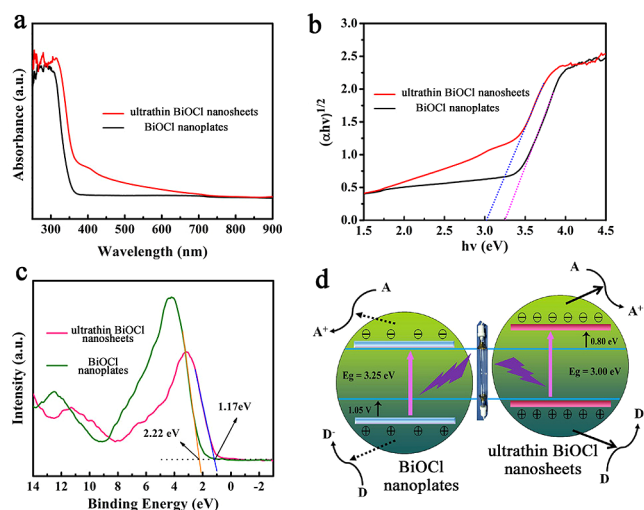 a
Absorbance (a.u.)
ultrathin BiOCl nanosheets
BiOCl nanoplates
300 400 500 600 700 800 900
Wavelength (nm)
b
(αhv)1/2
3.0
2.5
2.0
1.5
1.0
0.5
0.0
ultrathin BiOCl nanosheets
BiOCl nanoplates
1.5 2.0 2.5 3.0 3.5 4.0 4.5
hv (eV)
c
Intensity (a.u.)
ultrathin BiOCl
nanosheets
BiOCl
nanoplates
2.22 eV
1.17eV
14 12 10 8 6 4 2 0 -2
Binding Energy (eV)
d
A
A+
Eg = 3.25 eV
1.05 V
D-
D
BiOCl
nanoplates
A
A+
0.80 eV
Eg = 3.00 eV
D-
D
ultrathin BiOCl
nanosheets